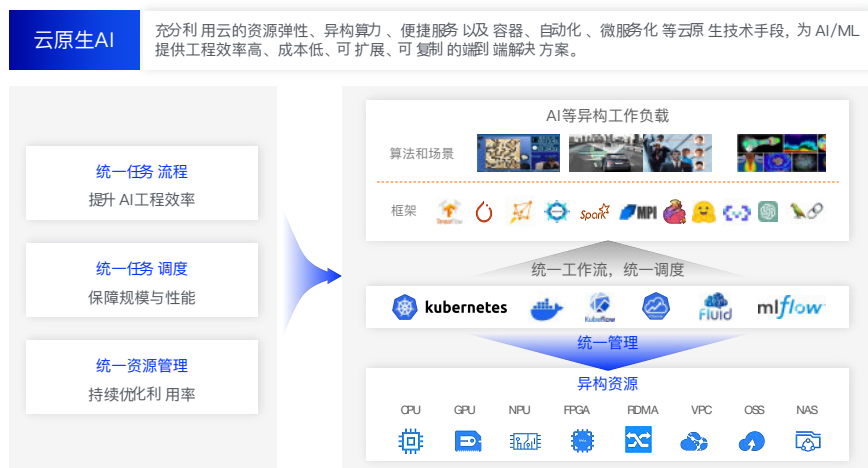 云原生AI
充分利用云的资源弹性、异构算力、便捷服务以及容器、自动化、微服务化等云原生技术手段，为 AI/ML
提供工程效率高、成本低、可扩展、可复制的端到端解决方案。
统一任务流程
提升 AI工程效率
统一任务调度
保障规模与性能
统一资源管理
持续优化利用率
AI等异构工作负载
算法和场景
框架
TensorFlow
Spark
MPI
统一工作流，统一调度
kubernetes
Kubeflow
Fluid
mlflow
统一管理
异构资源
CPU GPU NPU FPGA RDMA VPC OSS NAS